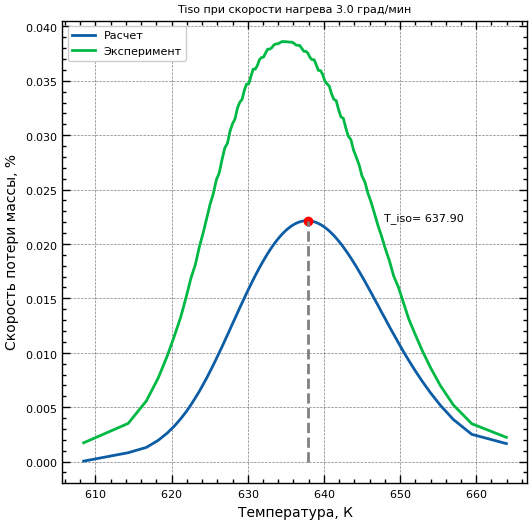 Tiso при скорости нагрева 3.0 град/мин
Расчет
Эксперимент
Скорость потери массы, %
0.040
0.035
0.030
0.025
0.020
0.015
0.010
0.005
0.000
T_iso= 637.90
610 620 630 640 650 660
Температура, К